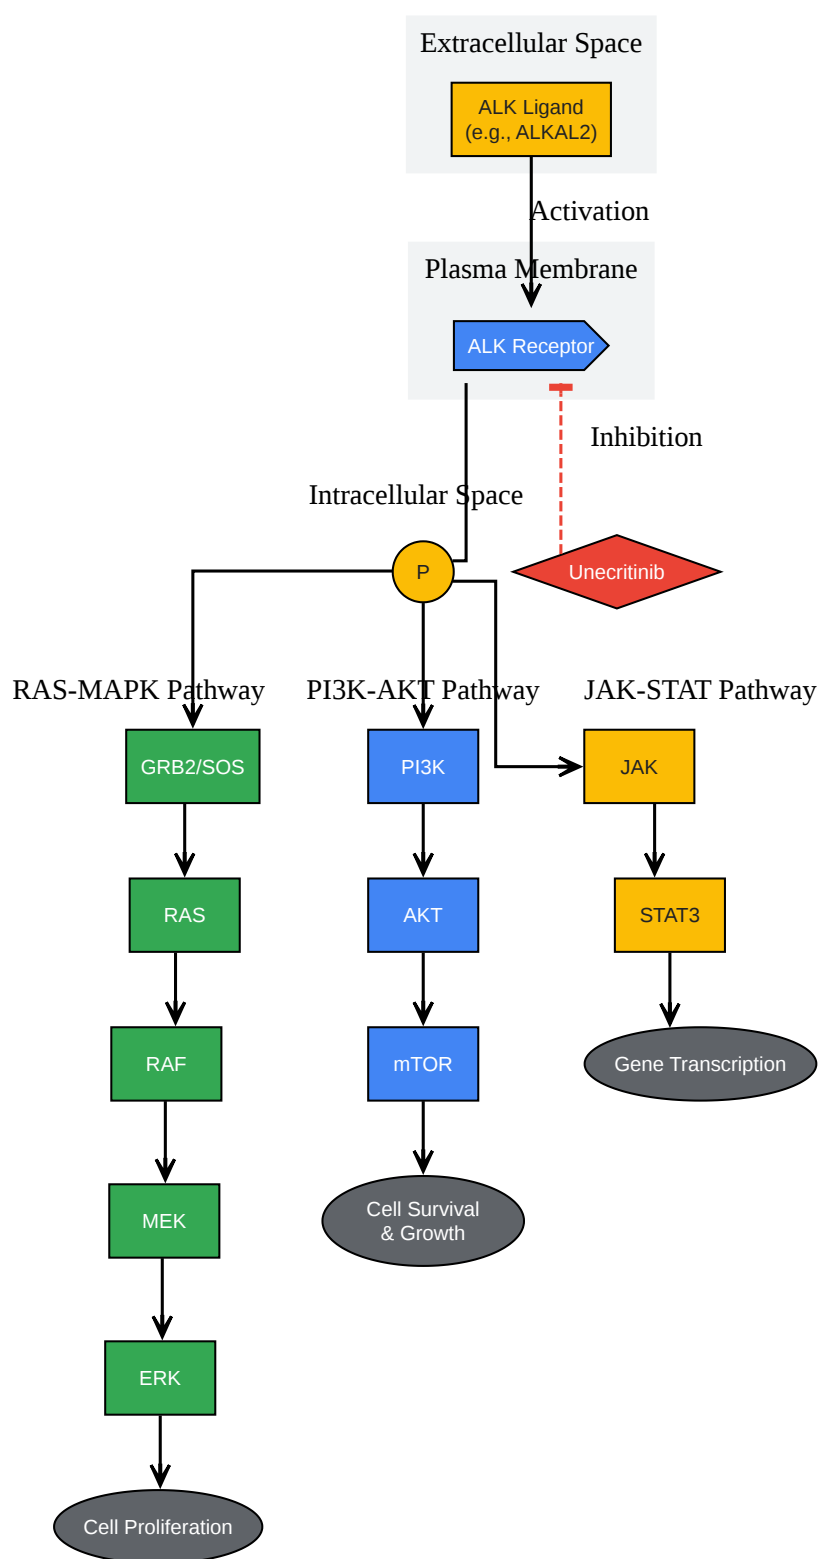 Extracellular Space
ALK Ligand
(e.g., ALKAL2)
Activation
Plasma Membrane
ALK Receptor
Inhibition
Intracellular Space
P
Unecritinib
RAS-MAPK Pathway
PI3K-AKT Pathway
JAK-STAT Pathway
GRB2/SOS
PI3K
JAK
RAS
AKT
STAT3
RAF
mTOR
Gene Transcription
MEK
Cell Survival
& Growth
ERK
Cell Proliferation